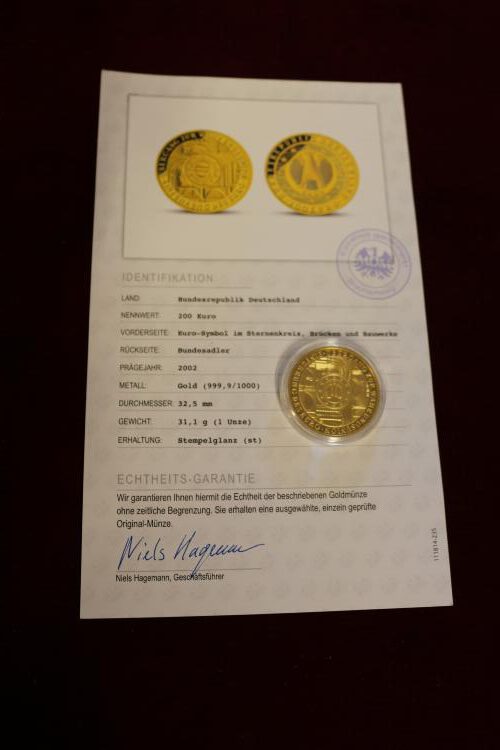 IDENTIFIKATION
LAND: Bundesrepublik Deutschland
NENNWERT: 200 Euro
VORDERSEITE: Euro-Symbol im Sternenkreis, Brücken und Bauwerke
RÜCKSEITE: Bundesadler
PRÄGEJAHR: 2002
METALL: Gold (999,9/1000)
DURCHMESSER: 32,5 mm
GEWICHT: 31,1 g (1 Unze)
ERHALTUNG: Stempelglanz (st)
ECHTHEITS-GARANTIE
Wir garantieren Ihnen hiermit die Echtheit der beschriebenen Goldmünze
ohne zeitliche Begrenzung. Sie erhalten eine ausgewählte, einzeln geprüfte
Original-Münze.
Niels Hagemann
Niels Hagemann, Geschäftsführer
111814-235